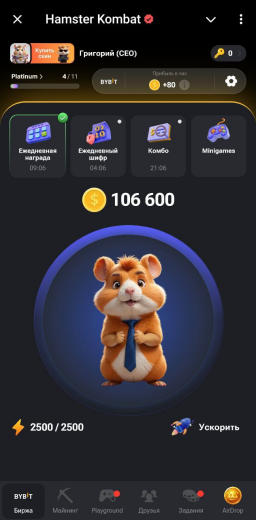 Hamster Kombat
Купить
скин
Григорий (CEO)
0
Platinum >
4 / 11
BYBIT
Прибыль в час
+80
Ежедневная
награда
09:06
Ежедневный
шифр
04:06
Комбо
21:06
Minigames
106 600
2500 / 2500
Ускорить
BYBIT
Биржа
Майнинг
Playground
Друзья
Задания
AirDrop